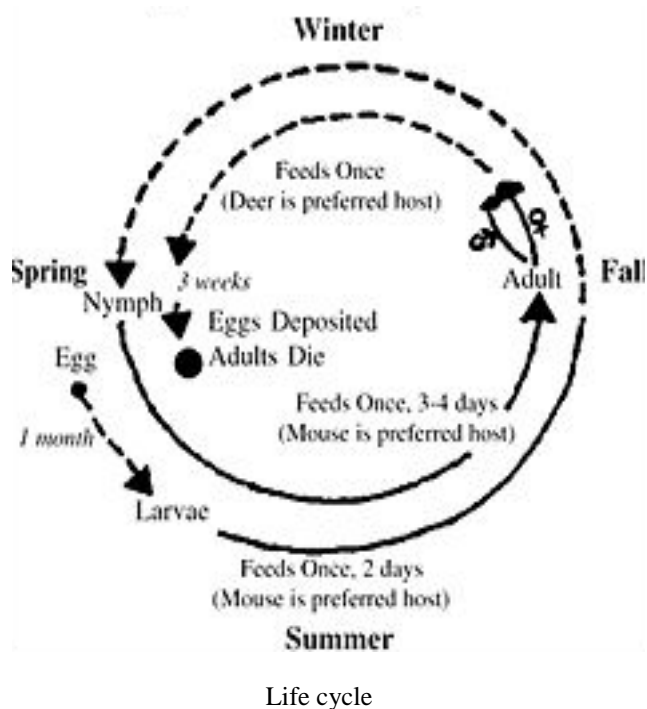 Winter
Feeds Once
(Deer is preferred host)
Spring
3 weeks
Adult
Fall
Nymph
Eggs Deposited
Adults Die
Egg
Feeds Once, 3-4 days
(Mouse is preferred host)
1 month
Larvae
Feeds Once, 2 days
(Mouse is preferred host)
Summer
Life cycle